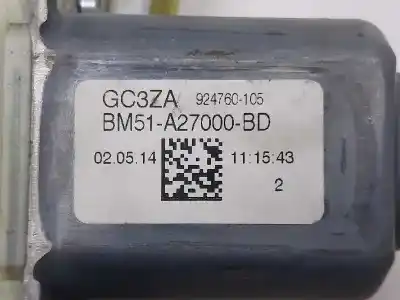 GC3ZA 924760-105
BM51-A27000-BD
02.05.14 11:15:43
2